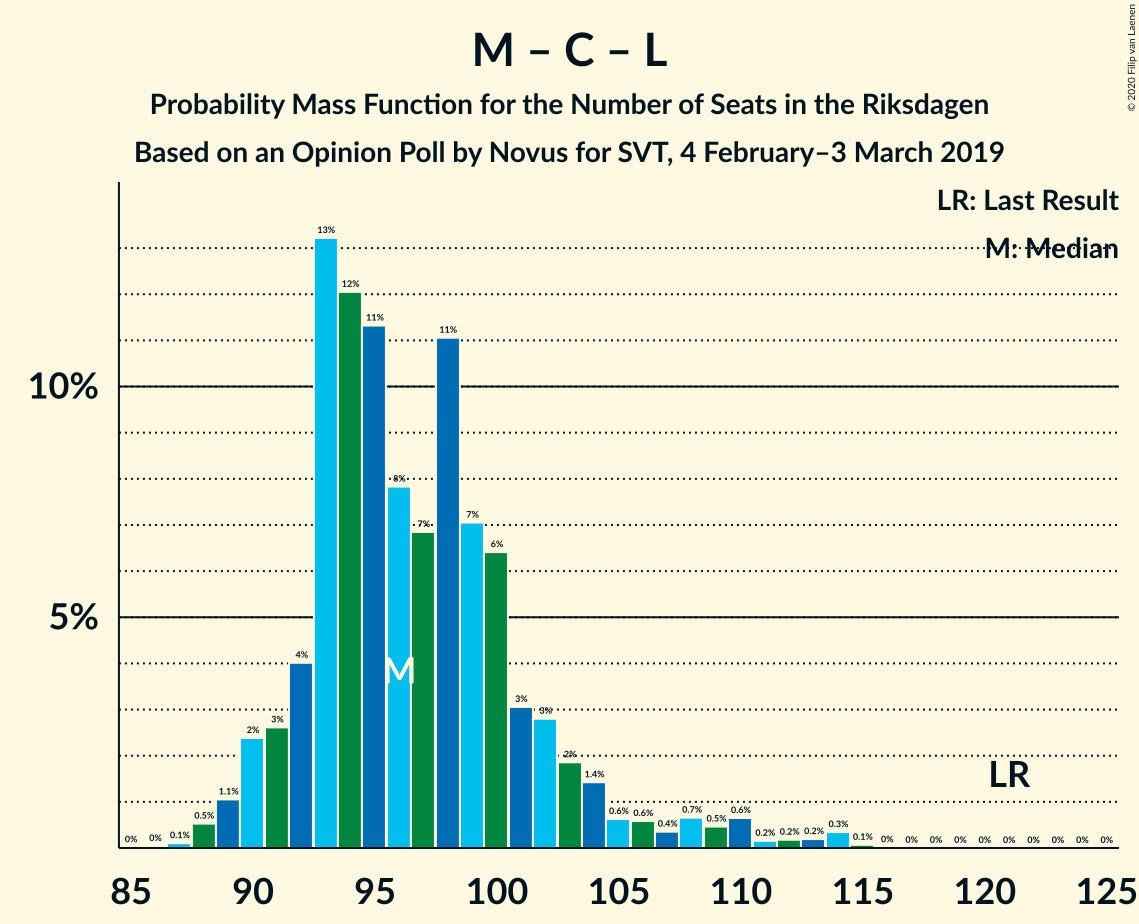 M – C – L
Probability Mass Function for the Number of Seats in the Riksdagen
Based on an Opinion Poll by Novus for SVT, 4 February–3 March 2019
© 2020 Filip van Laenen
LR: Last Result
M: Median
10%
5%
0% 0% 0.1% 0.5% 1.1% 2% 3% 4% 13% 12% 11% 8% 7% 11% 7% 6% 3% 3% 2% 1.4% 0.6% 0.6% 0.4% 0.7% 0.5% 0.6% 0.2% 0.2% 0.2% 0.3% 0.1% 0% 0% 0% 0% 0% 0% 0% 0% 0% 0%
M
LR
85 90 95 100 105 110 115 120 125